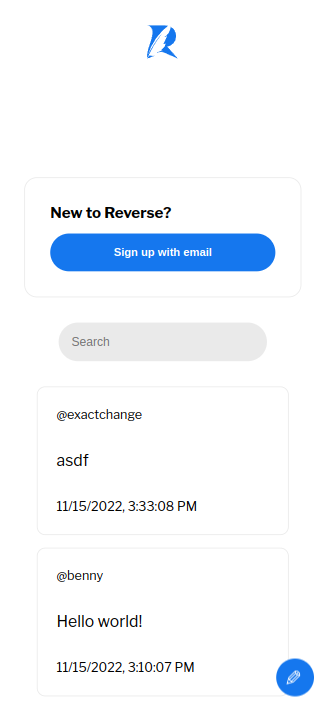 New to Reverse?
Sign up with email
Search
@exactchange
asdf
11/15/2022, 3:33:08 PM
@benny
Hello world!
11/15/2022, 3:10:07 PM